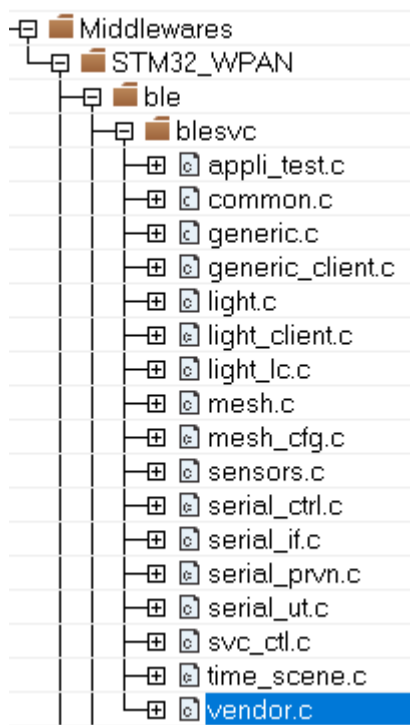 Middlewares
STM32_WPAN
ble
blesvc
appli_test.c
common.c
generic.c
generic_client.c
light.c
light_client.c
light_lc.c
mesh.c
mesh_cfg.c
sensors.c
serial_ctrl.c
serial_if.c
serial_prvn.c
serial_ut.c
svc_ctl.c
time_scene.c
vendor.c